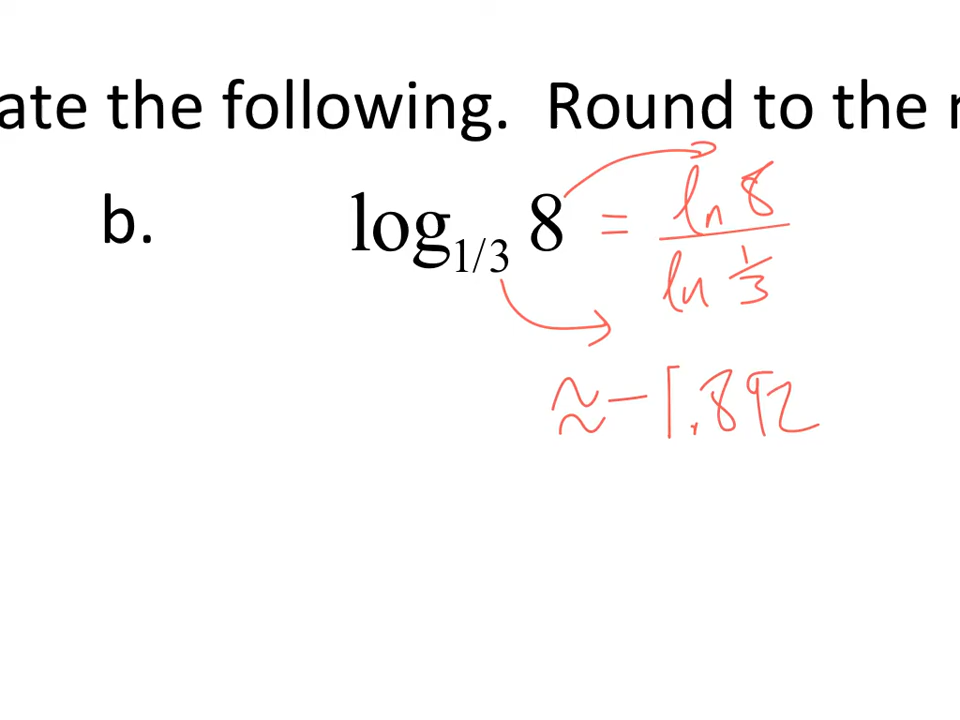 ate the following. Round to the
b. log1/3 8 = ln 8 / ln 1/3
≈ -1.892